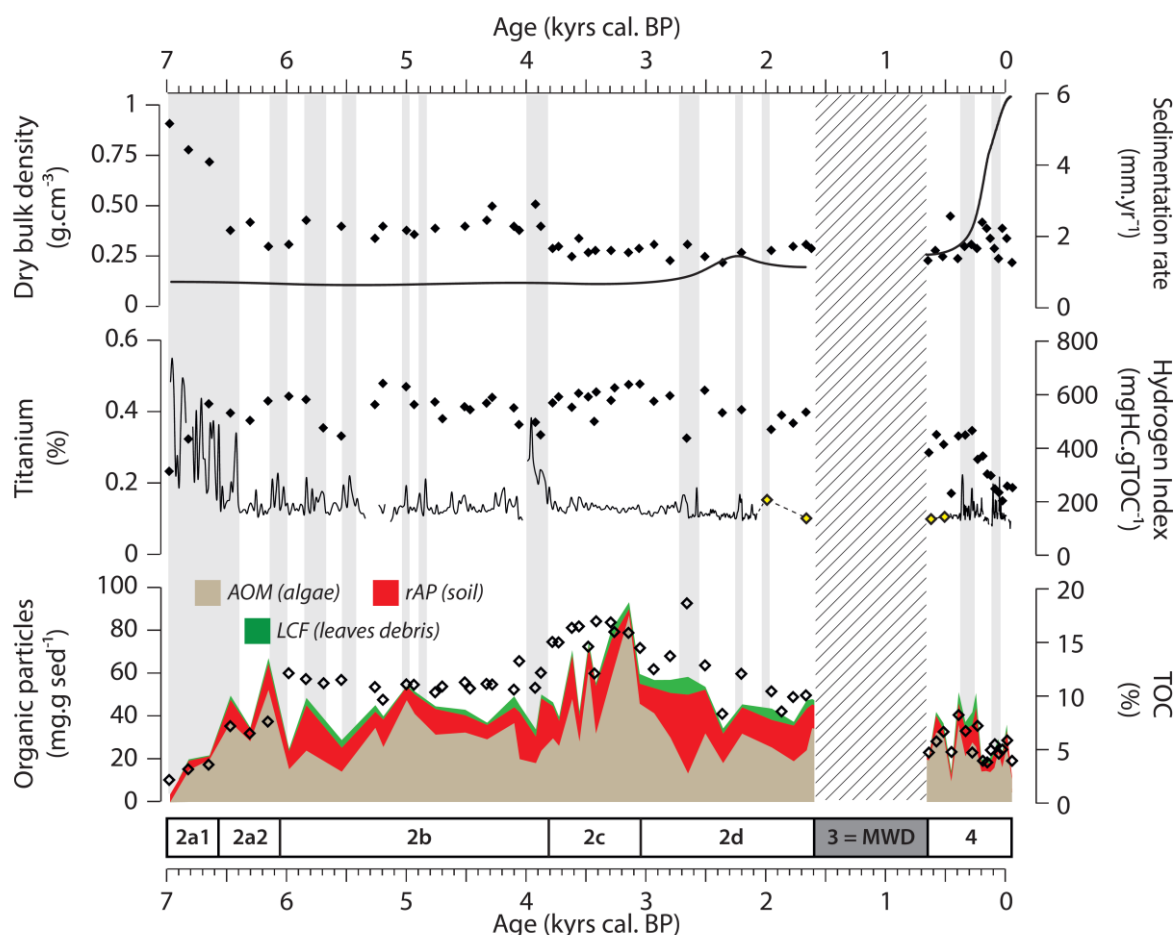 Age (kyrs cal. BP)
7 6 5 4 3 2 1 0
Dry bulk density
(g.cm⁻³)
1
0.75
0.50
0.25
0
6
4
2
0
Sedimentation rate
(mm.yr⁻¹)
Titanium
(%)
0.6
0.4
0.2
0
800
600
400
200
0
Hydrogen Index
(mgHC.gTOC⁻¹)
Organic particles
(mg.g sed⁻¹)
100
80
60
40
20
0
AOM (algae) rAP (soil)
LCF (leaves debris)
20
15
10
5
0
TOC
(%)
2a1 2a2 2b 2c 2d 3 = MWD 4
7 6 5 4 3 2 1 0
Age (kyrs cal. BP)